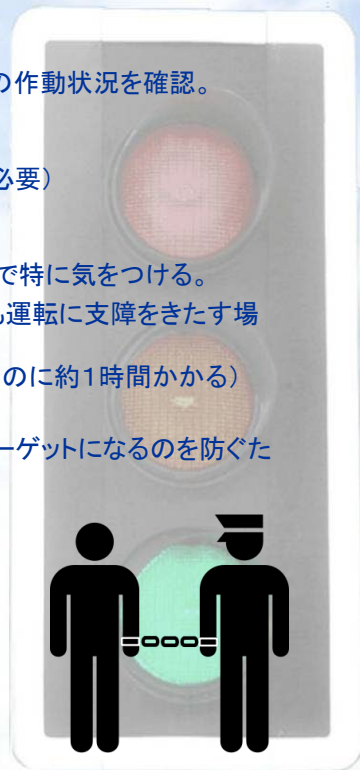 の作動状況を確認。
必要）
で特に気をつける。
も運転に支障をきたす場
のに約1時間かかる）
ーゲットになるのを防ぐた